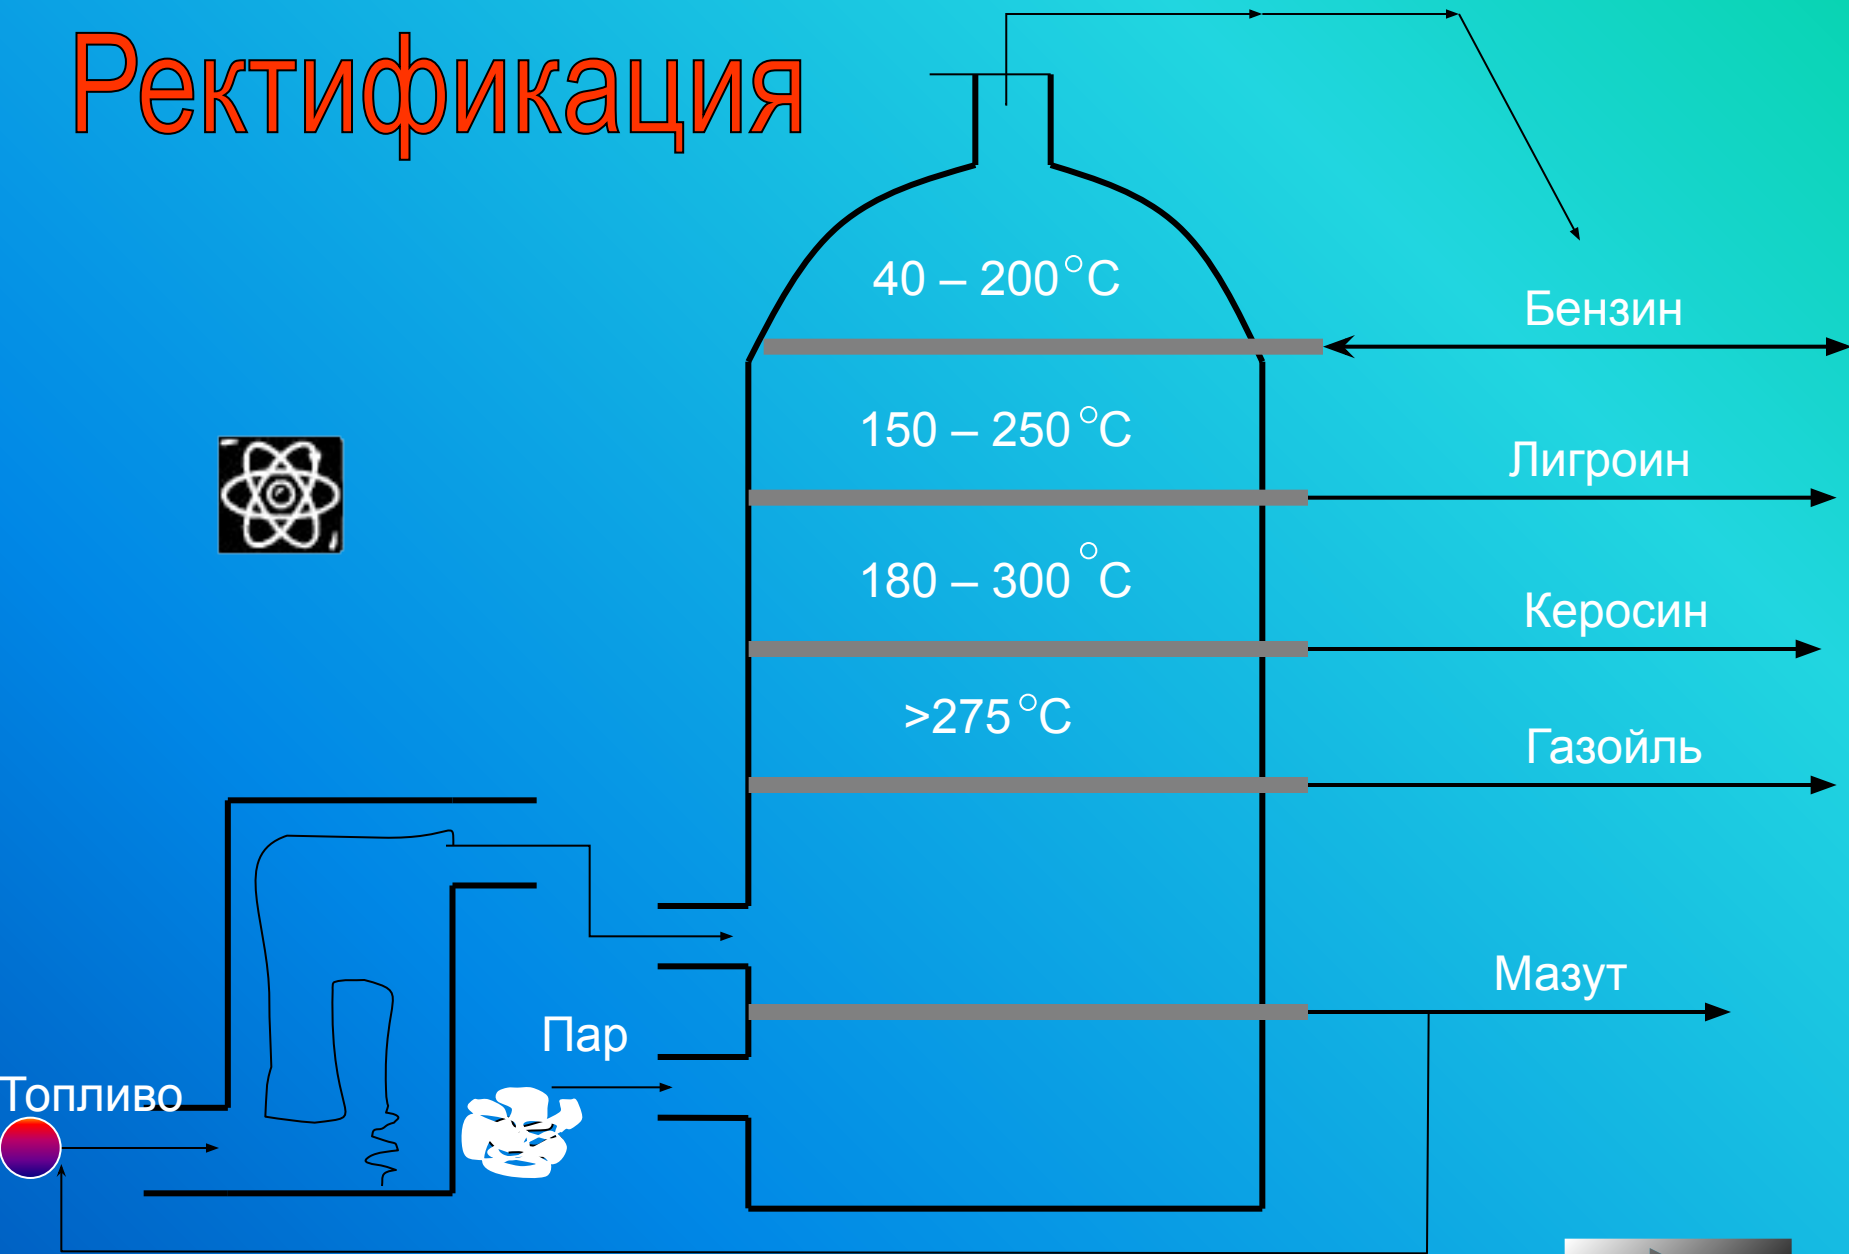 Ректификация
40 – 200°C
Бензин
150 – 250°C
Лигроин
180 – 300°C
Керосин
>275°C
Газойль
Мазут
Пар
Топливо